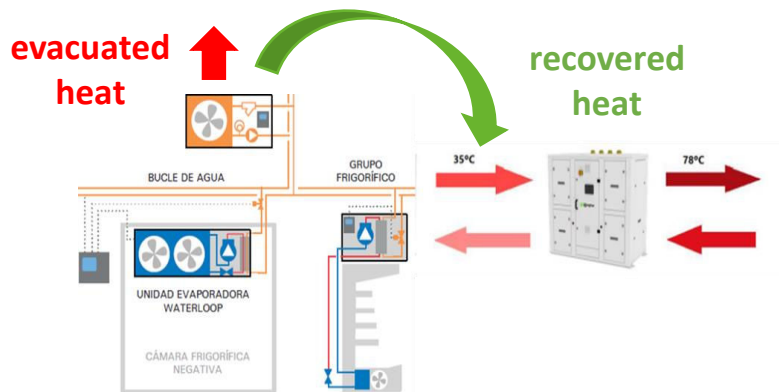 evacuated
heat
recovered
heat
BUCLE DE AGUA
GRUPO
FRIGORÍFICO
35ºC
78ºC
UNIDAD EVAPORADORA
WATERLOOP
CÁMARA FRIGORÍFICA
NEGATIVA